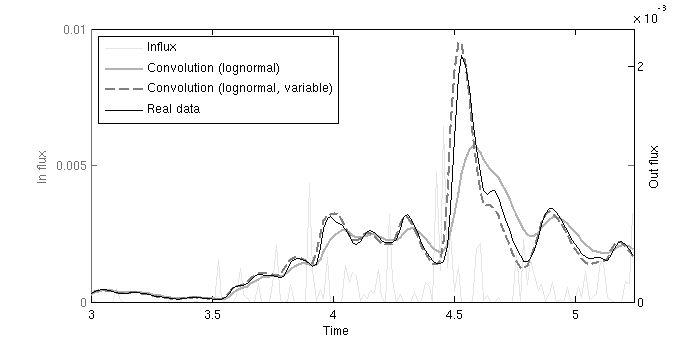 x 10⁻³
0.01
Influx
Convolution (lognormal)
Convolution (lognormal, variable)
Real data
2
0.005
In flux
Out flux
0
0
3
3.5
4
4.5
5
Time